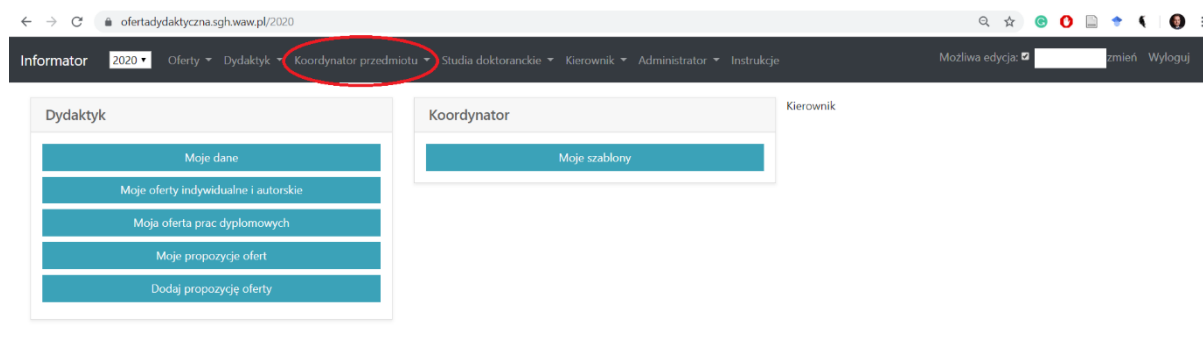 ofertadydaktyczna.sgh.waw.pl/2020
Informator 2020 Oferty Dydaktyk Koordynator przedmiotu Studia doktoranckie Kierownik Administrator Instrukcje Możliwa edycja: zmień Wyloguj
Dydaktyk
Moje dane
Moje oferty indywidualne i autorskie
Moja oferta prac dyplomowych
Moje propozycje ofert
Dodaj propozycję oferty
Koordynator
Moje szablony
Kierownik